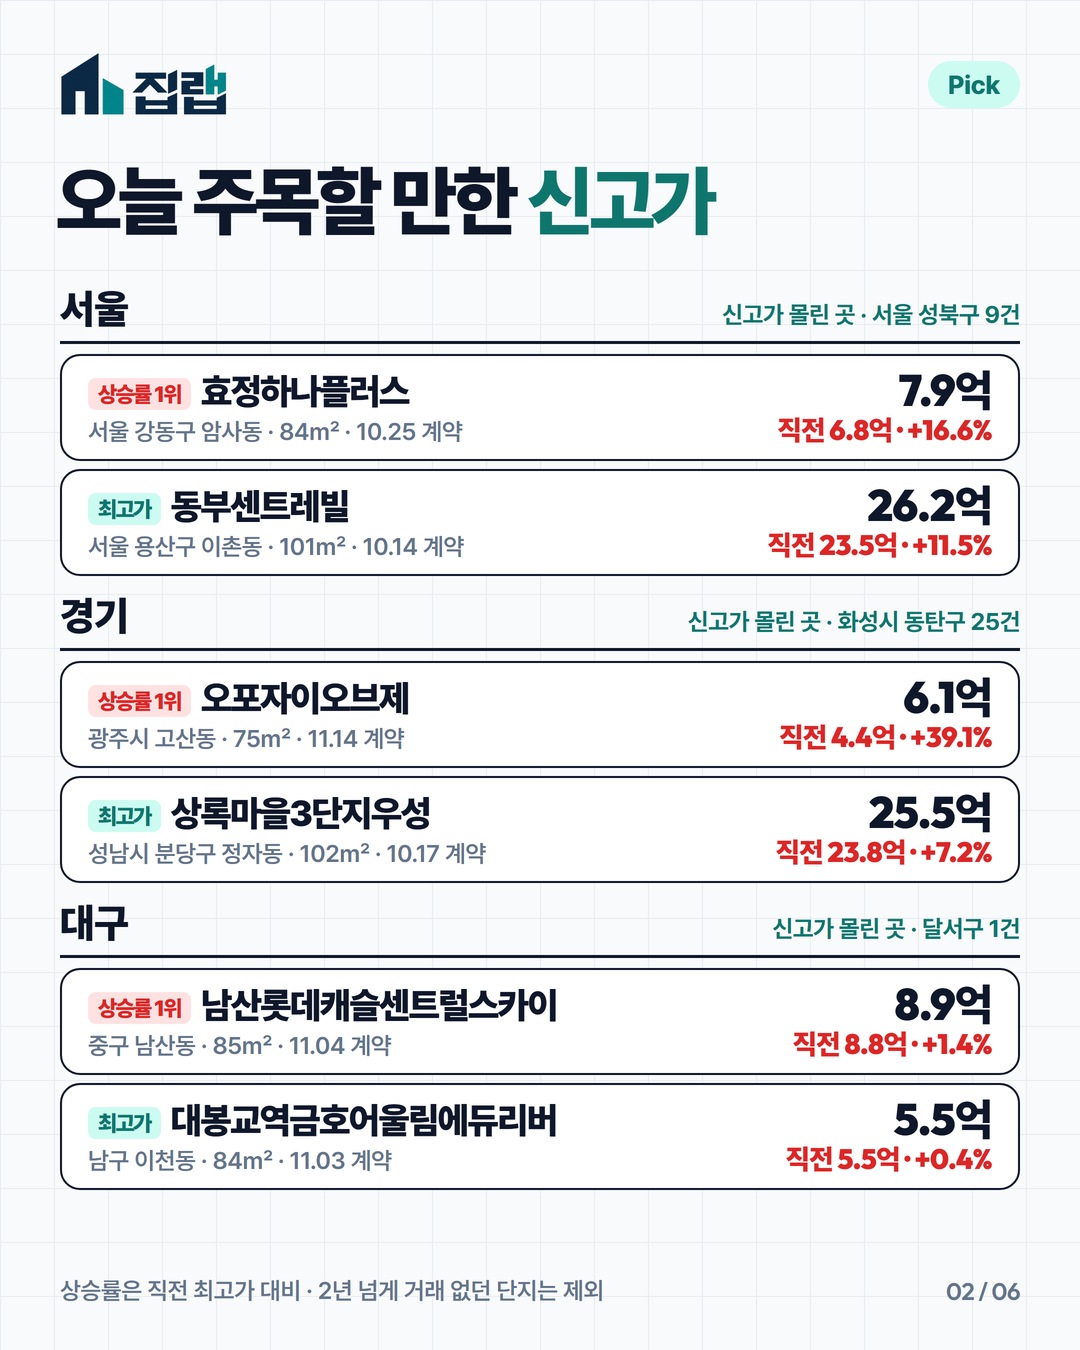 집랩
Pick
오늘 주목할 만한 신고가
서울
신고가 몰린 곳 · 서울 성북구 9건
상승률 1위 효정하나플러스
7.9억
서울 강동구 암사동 · 84m² · 10.25 계약
직전 6.8억 · +16.6%
최고가 동부센트레빌
26.2억
서울 용산구 이촌동 · 101m² · 10.14 계약
직전 23.5억 · +11.5%
경기
신고가 몰린 곳 · 화성시 동탄구 25건
상승률 1위 오포자이오브제
6.1억
광주시 고산동 · 75m² · 11.14 계약
직전 4.4억 · +39.1%
최고가 상록마을3단지우성
25.5억
성남시 분당구 정자동 · 102m² · 10.17 계약
직전 23.8억 · +7.2%
대구
신고가 몰린 곳 · 달서구 1건
상승률 1위 남산롯데캐슬센트럴스카이
8.9억
중구 남산동 · 85m² · 11.04 계약
직전 8.8억 · +1.4%
최고가 대봉교역금호어울림에듀리버
5.5억
남구 이천동 · 84m² · 11.03 계약
직전 5.5억 · +0.4%
상승률은 직전 최고가 대비 · 2년 넘게 거래 없던 단지는 제외
02 / 06